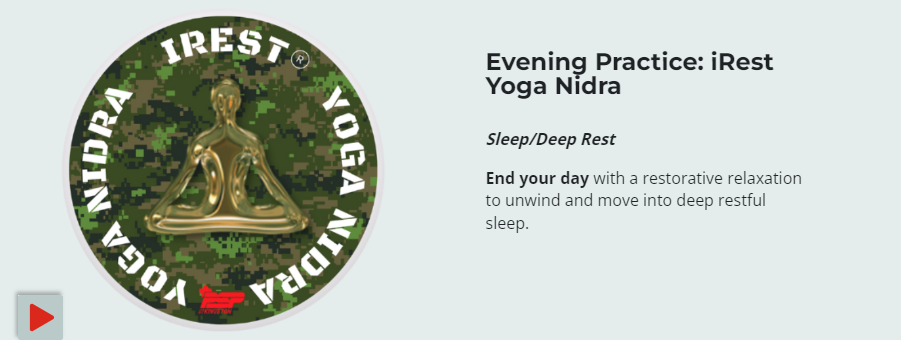 IREST
®
YOGA NIDRA
YOGA NIDRA
Evening Practice: iRest
Yoga Nidra
Sleep/Deep Rest
End your day with a restorative relaxation
to unwind and move into deep restful
sleep.